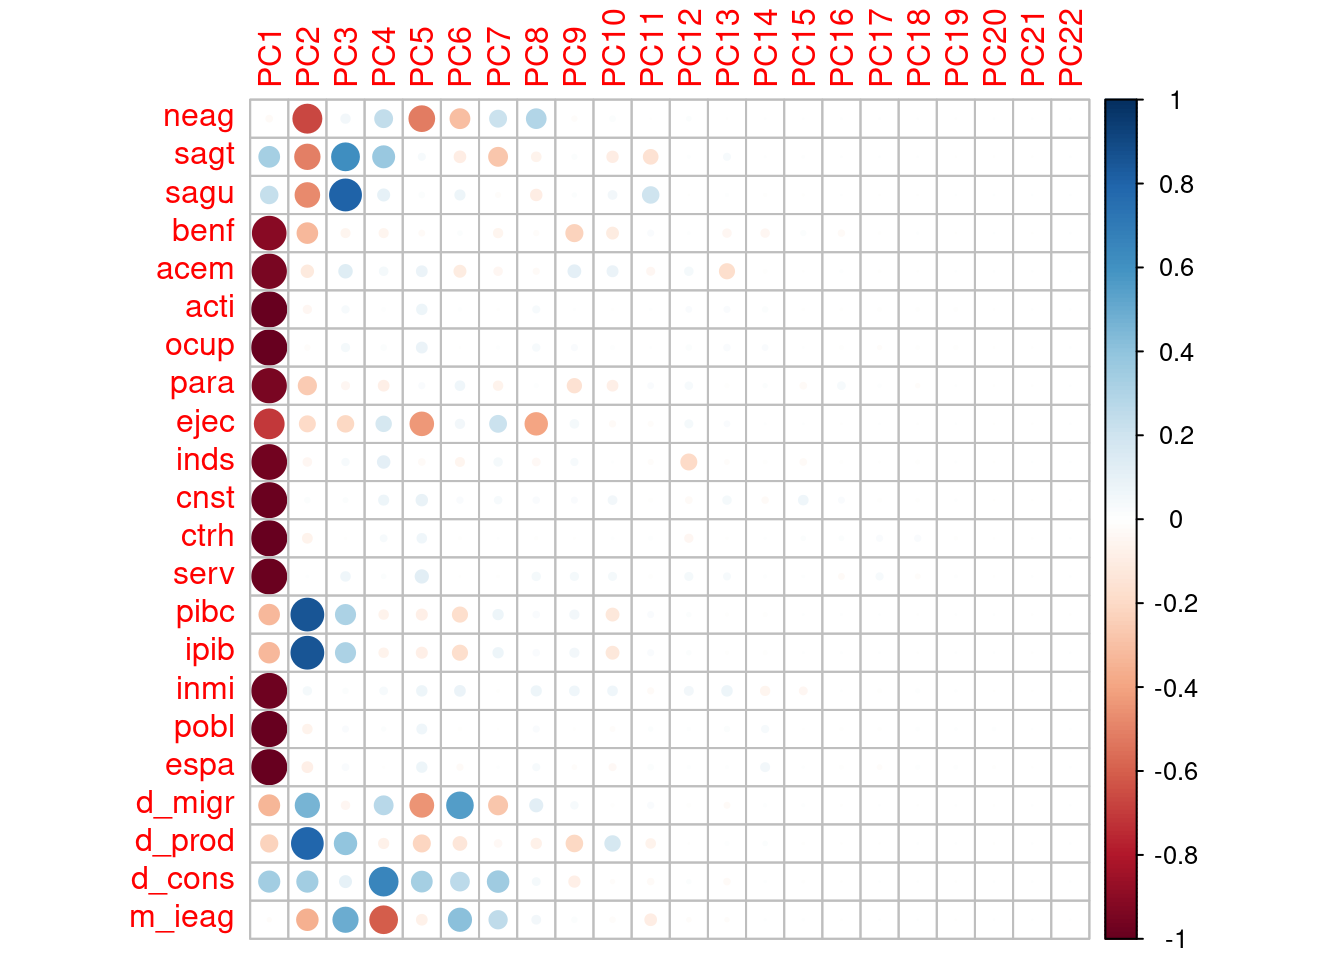 PC1 PC2 PC3 PC4 PC5 PC6 PC7 PC8 PC9 PC10 PC11 PC12 PC13 PC14 PC15 PC16 PC17 PC18 PC19 PC20 PC21 PC22
neag
sagt
sagu
benf
acem
acti
ocup
para
ejec
inds
cnst
ctrh
serv
pibc
ipib
inmi
pobl
espa
d_migr
d_prod
d_cons
m_ieag
1
0.8
0.6
0.4
0.2
0
-0.2
-0.4
-0.6
-0.8
-1